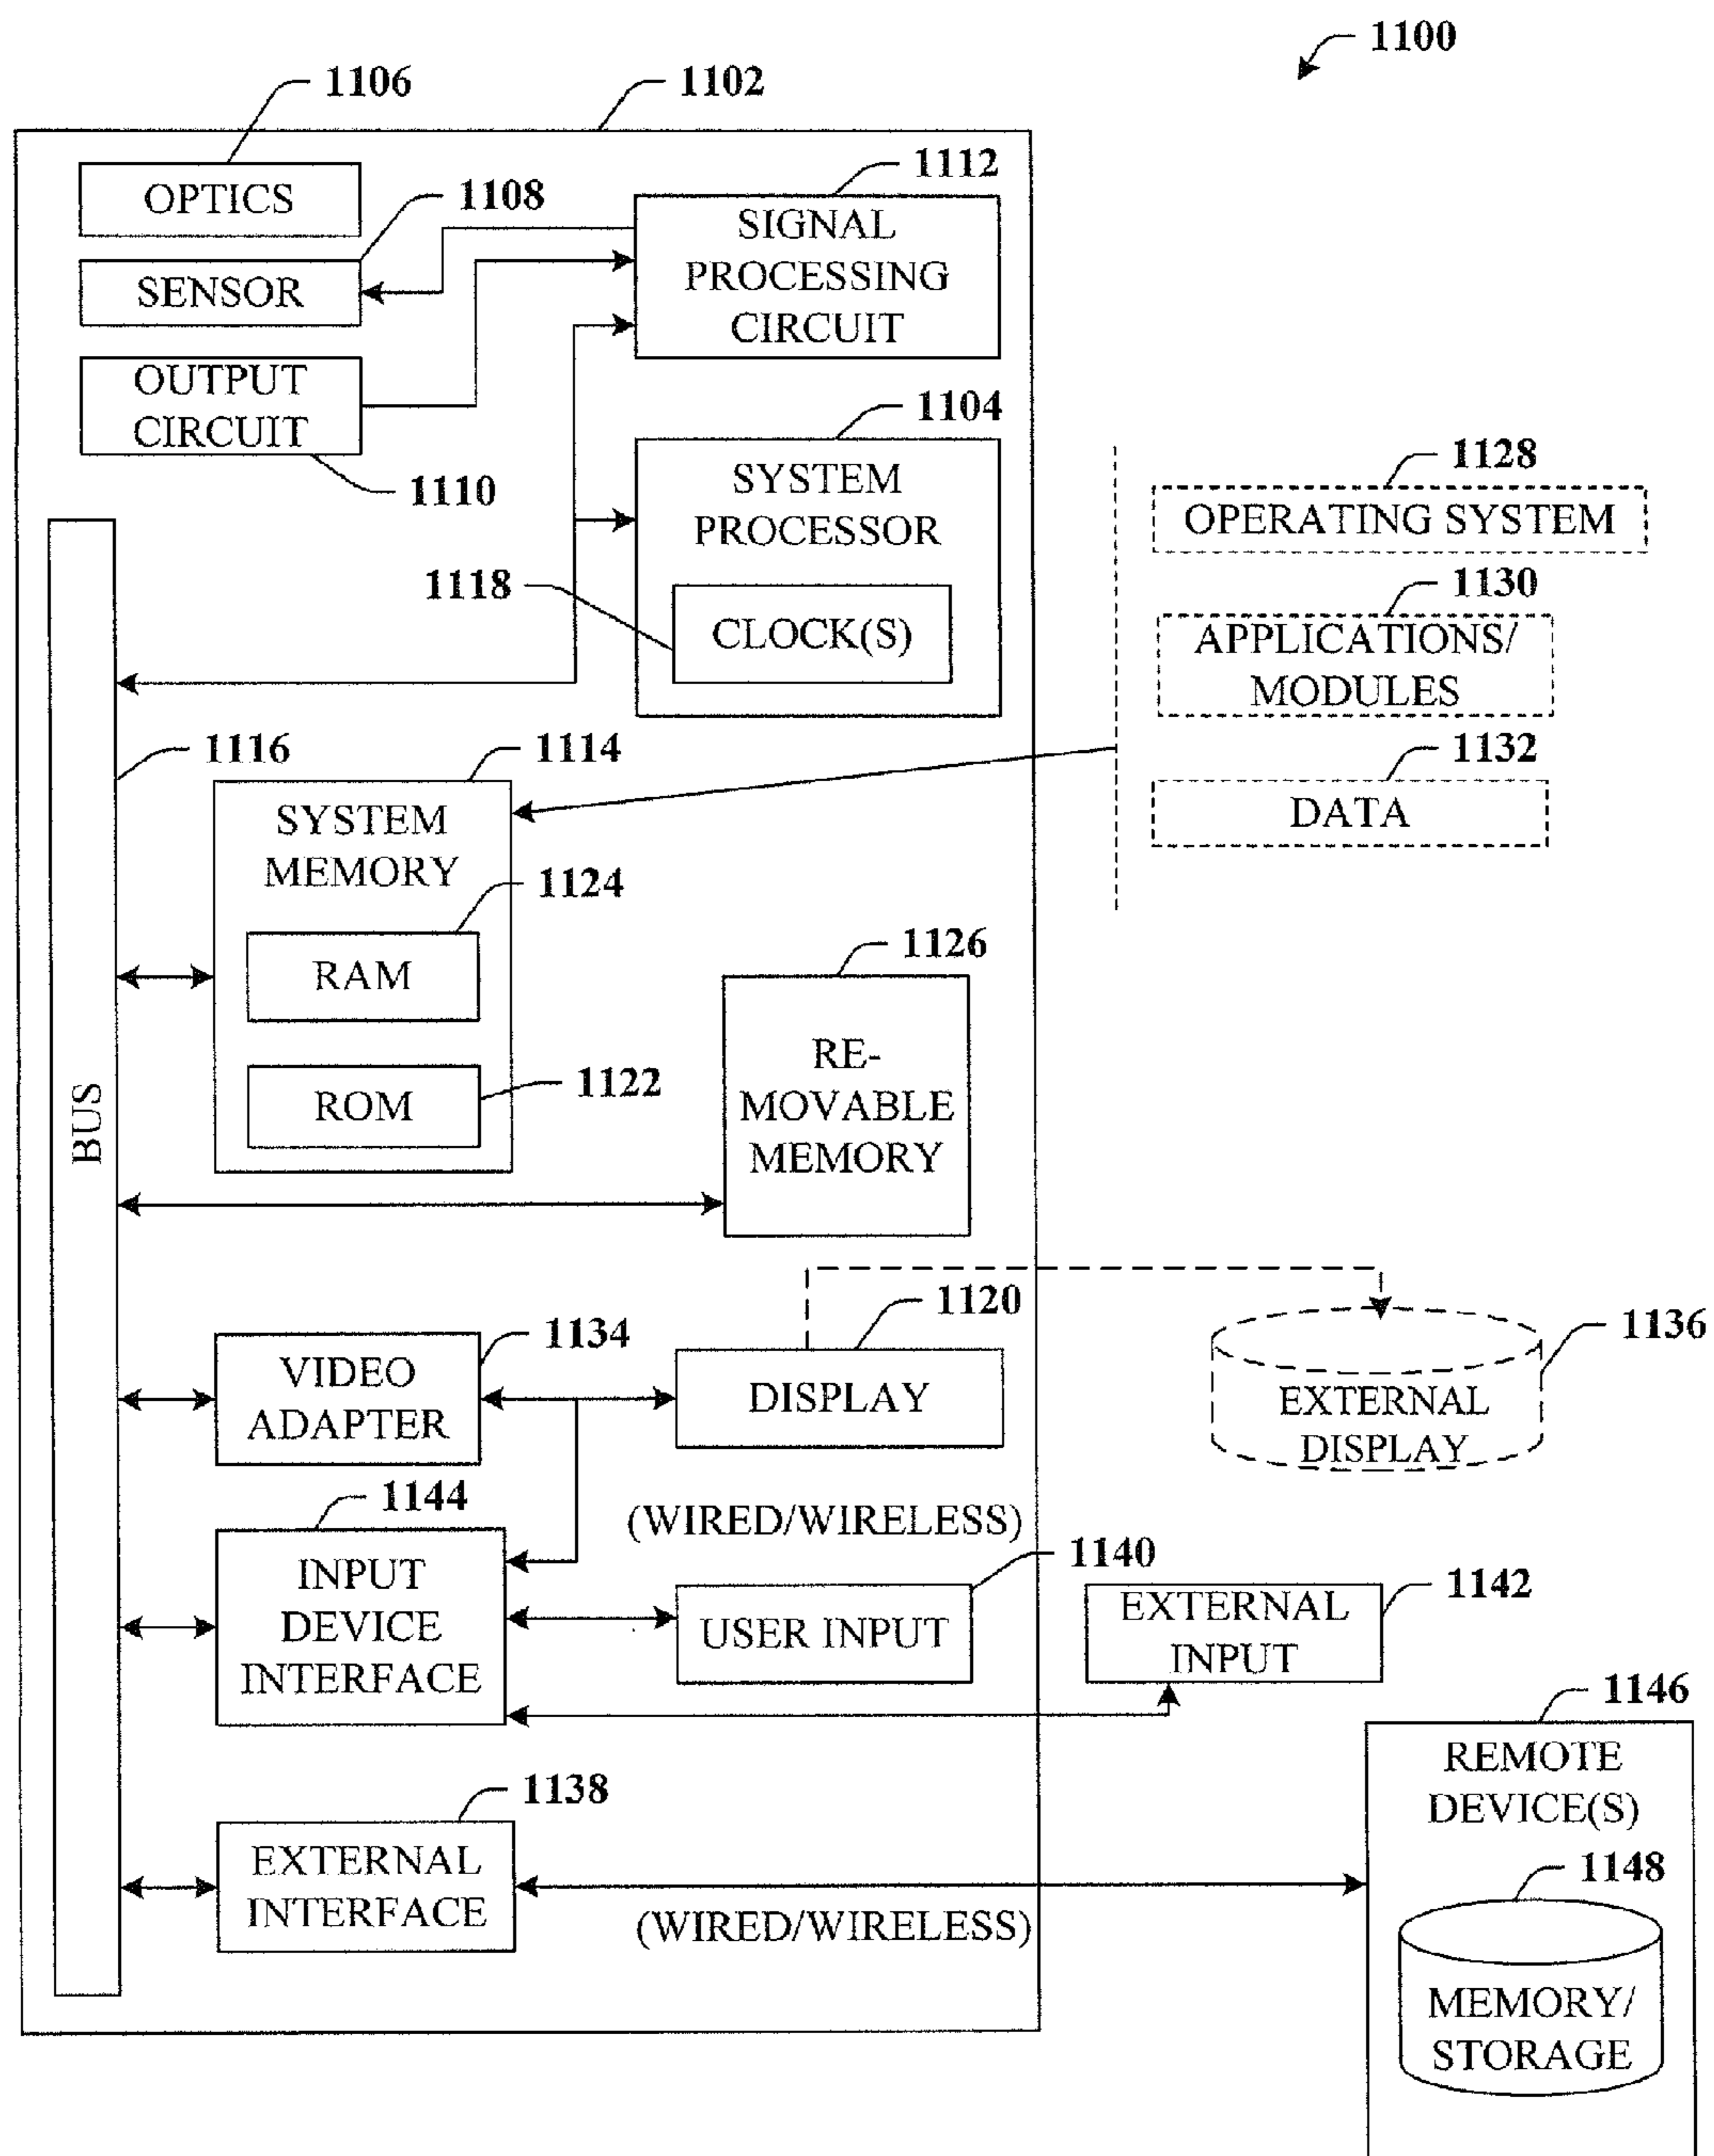 1100
1106
1102
OPTICS
1108
1112
SIGNAL
PROCESSING
CIRCUIT
SENSOR
OUTPUT
CIRCUIT
1110
1104
SYSTEM
PROCESSOR
1118
CLOCK(S)
1128
OPERATING SYSTEM
1130
APPLICATIONS/
MODULES
1132
DATA
1116
1114
SYSTEM
MEMORY
1124
RAM
1122
ROM
BUS
1126
RE-
MOVABLE
MEMORY
1120
1134
VIDEO
ADAPTER
DISPLAY
1136
EXTERNAL
DISPLAY
1144
(WIRED/WIRELESS)
INPUT
DEVICE
INTERFACE
1140
USER INPUT
1142
EXTERNAL
INPUT
1146
REMOTE
DEVICE(S)
1138
EXTERNAL
INTERFACE
(WIRED/WIRELESS)
1148
MEMORY/
STORAGE